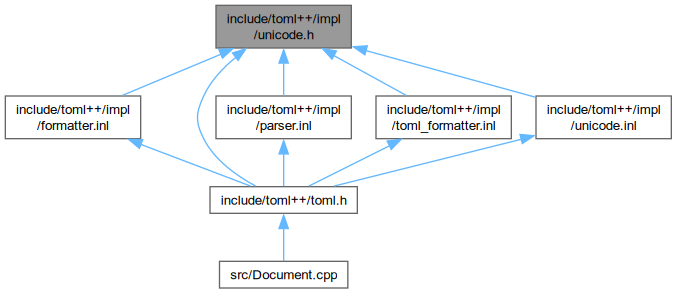 include/toml++/impl
/unicode.h
include/toml++/impl
/formatter.inl
include/toml++/impl
/parser.inl
include/toml++/impl
/toml_formatter.inl
include/toml++/impl
/unicode.inl
include/toml++/toml.h
src/Document.cpp